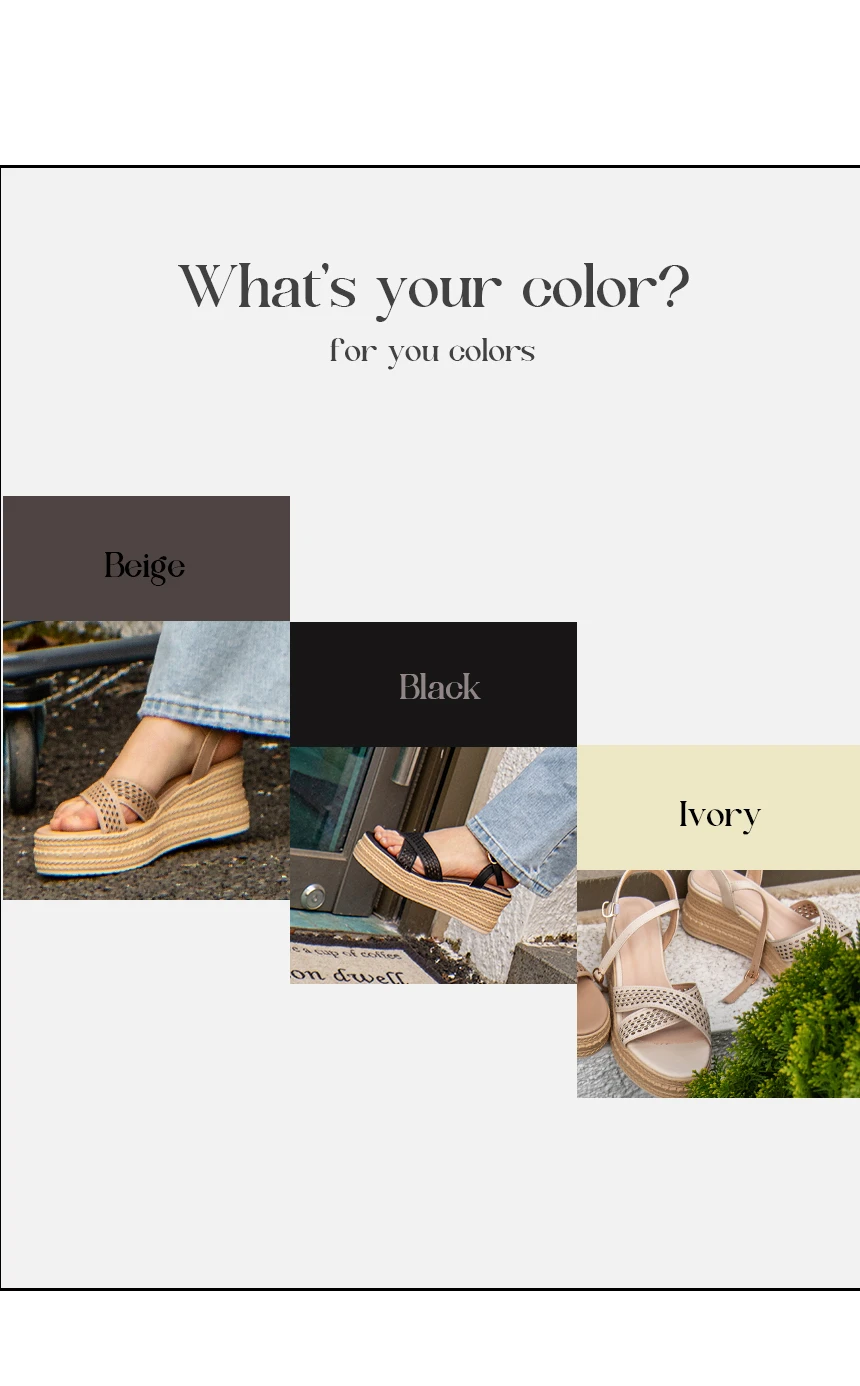 What's your color?
for you colors
Beige
Black
Ivory
e a cup of coffee
on dwell